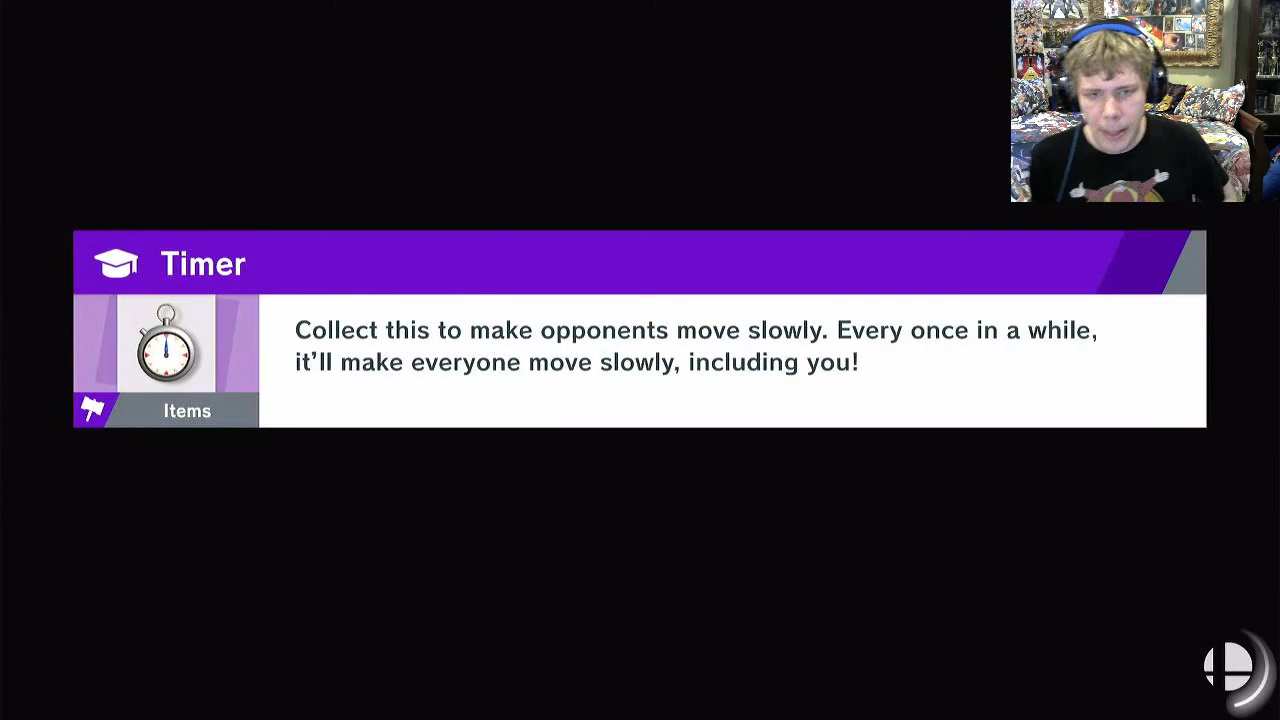 Timer
Collect this to make opponents move slowly. Every once in a while,
it'll make everyone move slowly, including you!
Items